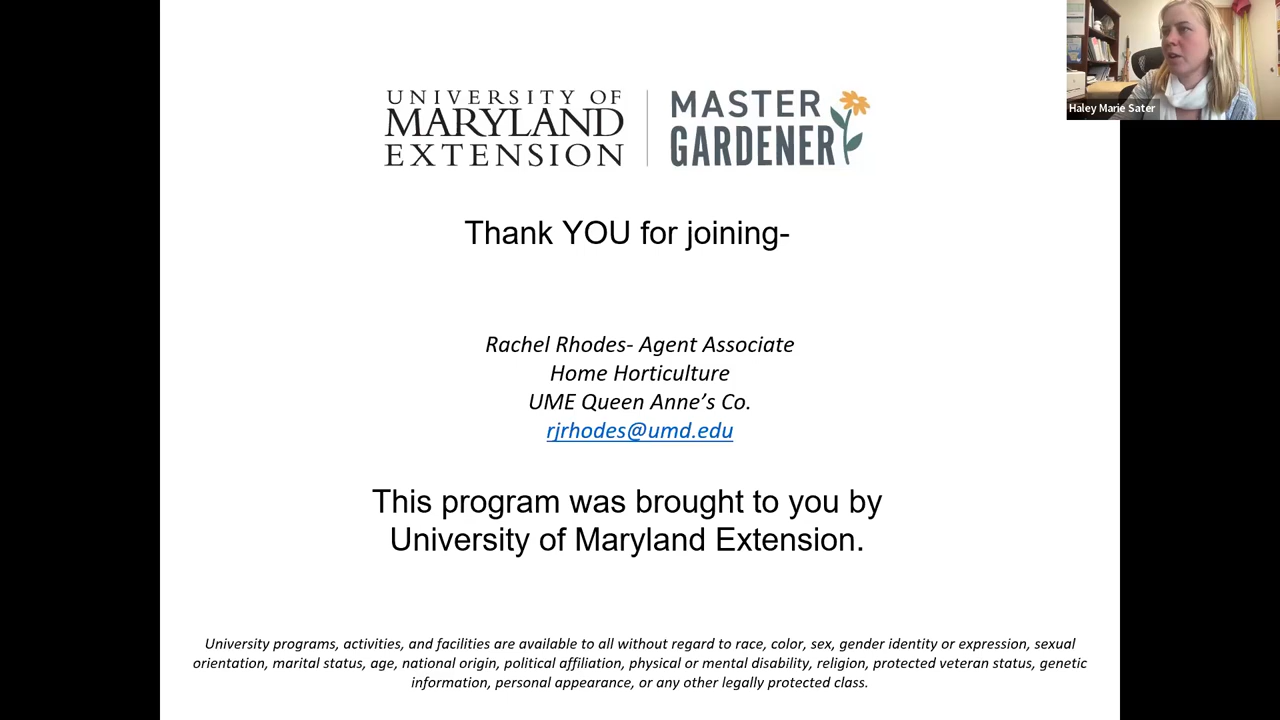 UNIVERSITY OF
MARYLAND
EXTENSION
MASTER
GARDENER
Haley Marie Sater
Thank YOU for joining-
Rachel Rhodes- Agent Associate
Home Horticulture
UME Queen Anne’s Co.
rjrhodes@umd.edu
This program was brought to you by
University of Maryland Extension.
University programs, activities, and facilities are available to all without regard to race, color, sex, gender identity or expression, sexual
orientation, marital status, age, national origin, political affiliation, physical or mental disability, religion, protected veteran status, genetic
information, personal appearance, or any other legally protected class.